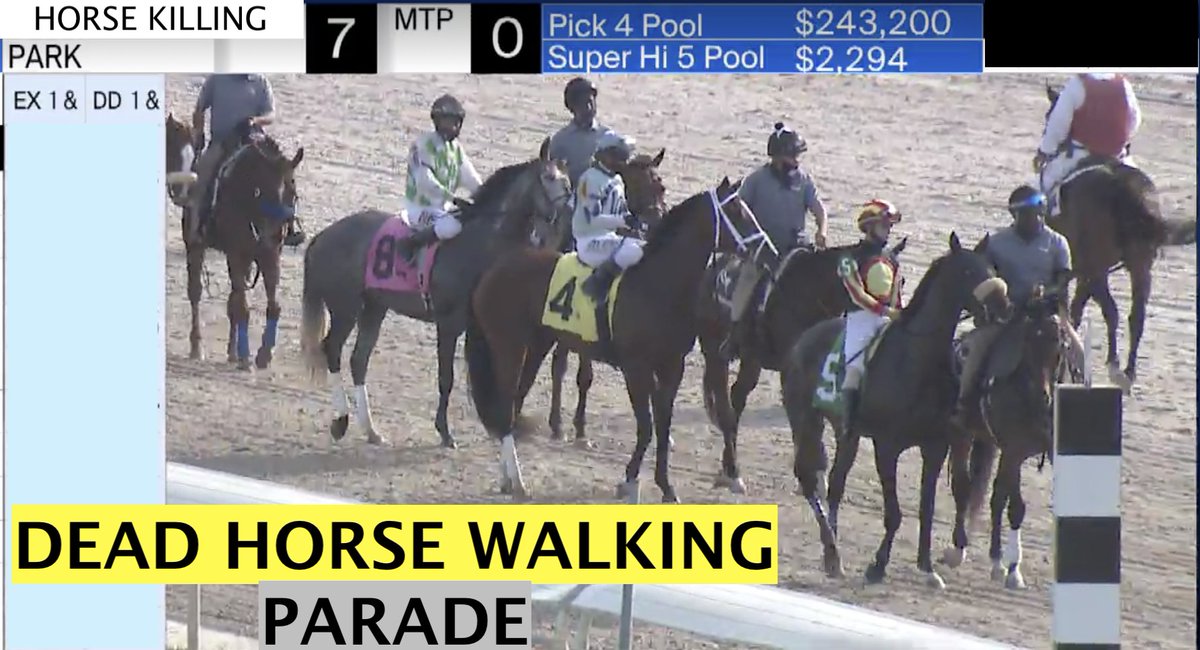 HORSE KILLING
PARK
7
MTP
0
Pick 4 Pool $243,200
Super Hi 5 Pool $2,294
EX 1& DD 1&
8
4
5
DEAD HORSE WALKING
PARADE